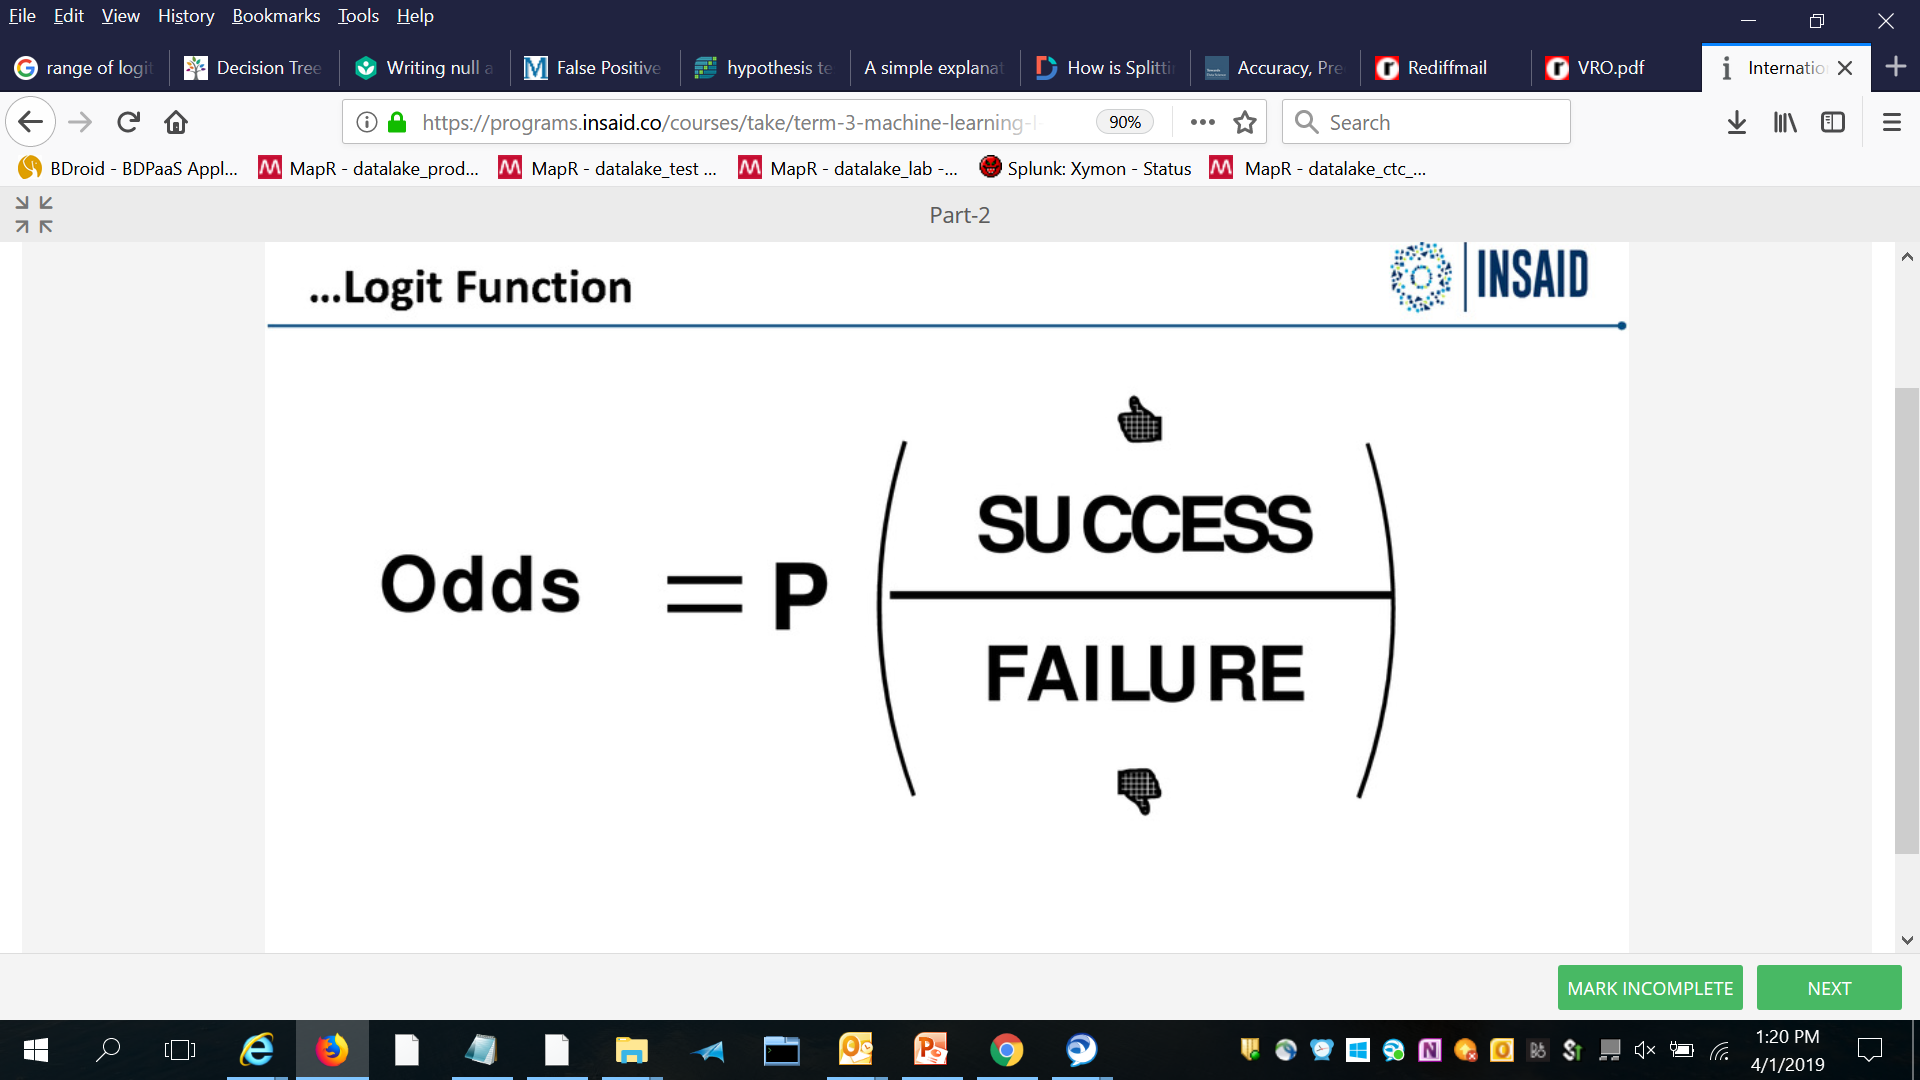 File Edit View History Bookmarks Tools Help
range of logit Decision Tree Writing null a False Positive hypothesis te A simple explanat How is Splitti Accuracy, Pre Rediffmail VRO.pdf Internatio
https://programs.insaid.co/courses/take/term-3-machine-learning-l 90% Search
BDroid - BDPaaS Appl... MapR - datalake_prod... MapR - datalake_test ... MapR - datalake_lab -... Splunk: Xymon - Status MapR - datalake_ctc_...
Part-2
...Logit Function INSAID
SUCCESS
Odds = P
FAILURE
MARK INCOMPLETE NEXT
1:20 PM
4/1/2019